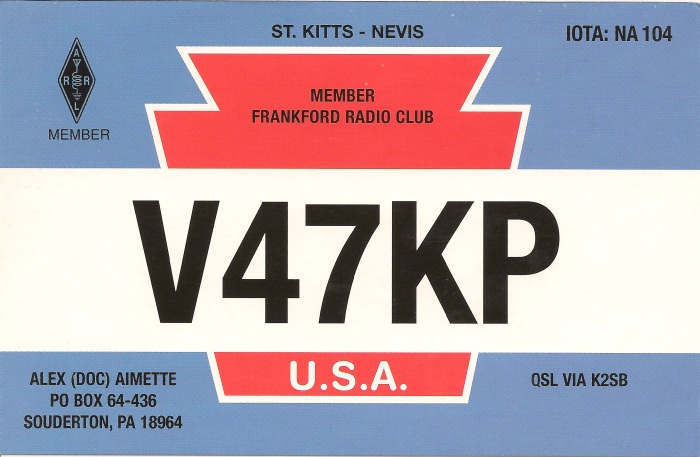 ST. KITTS - NEVIS
IOTA: NA 104
A
R R
L
MEMBER
MEMBER
FRANKFORD RADIO CLUB
V47KP
U.S.A.
ALEX (DOC) AIMETTE
PO BOX 64-436
SOUDERTON, PA 18964
QSL VIA K2SB